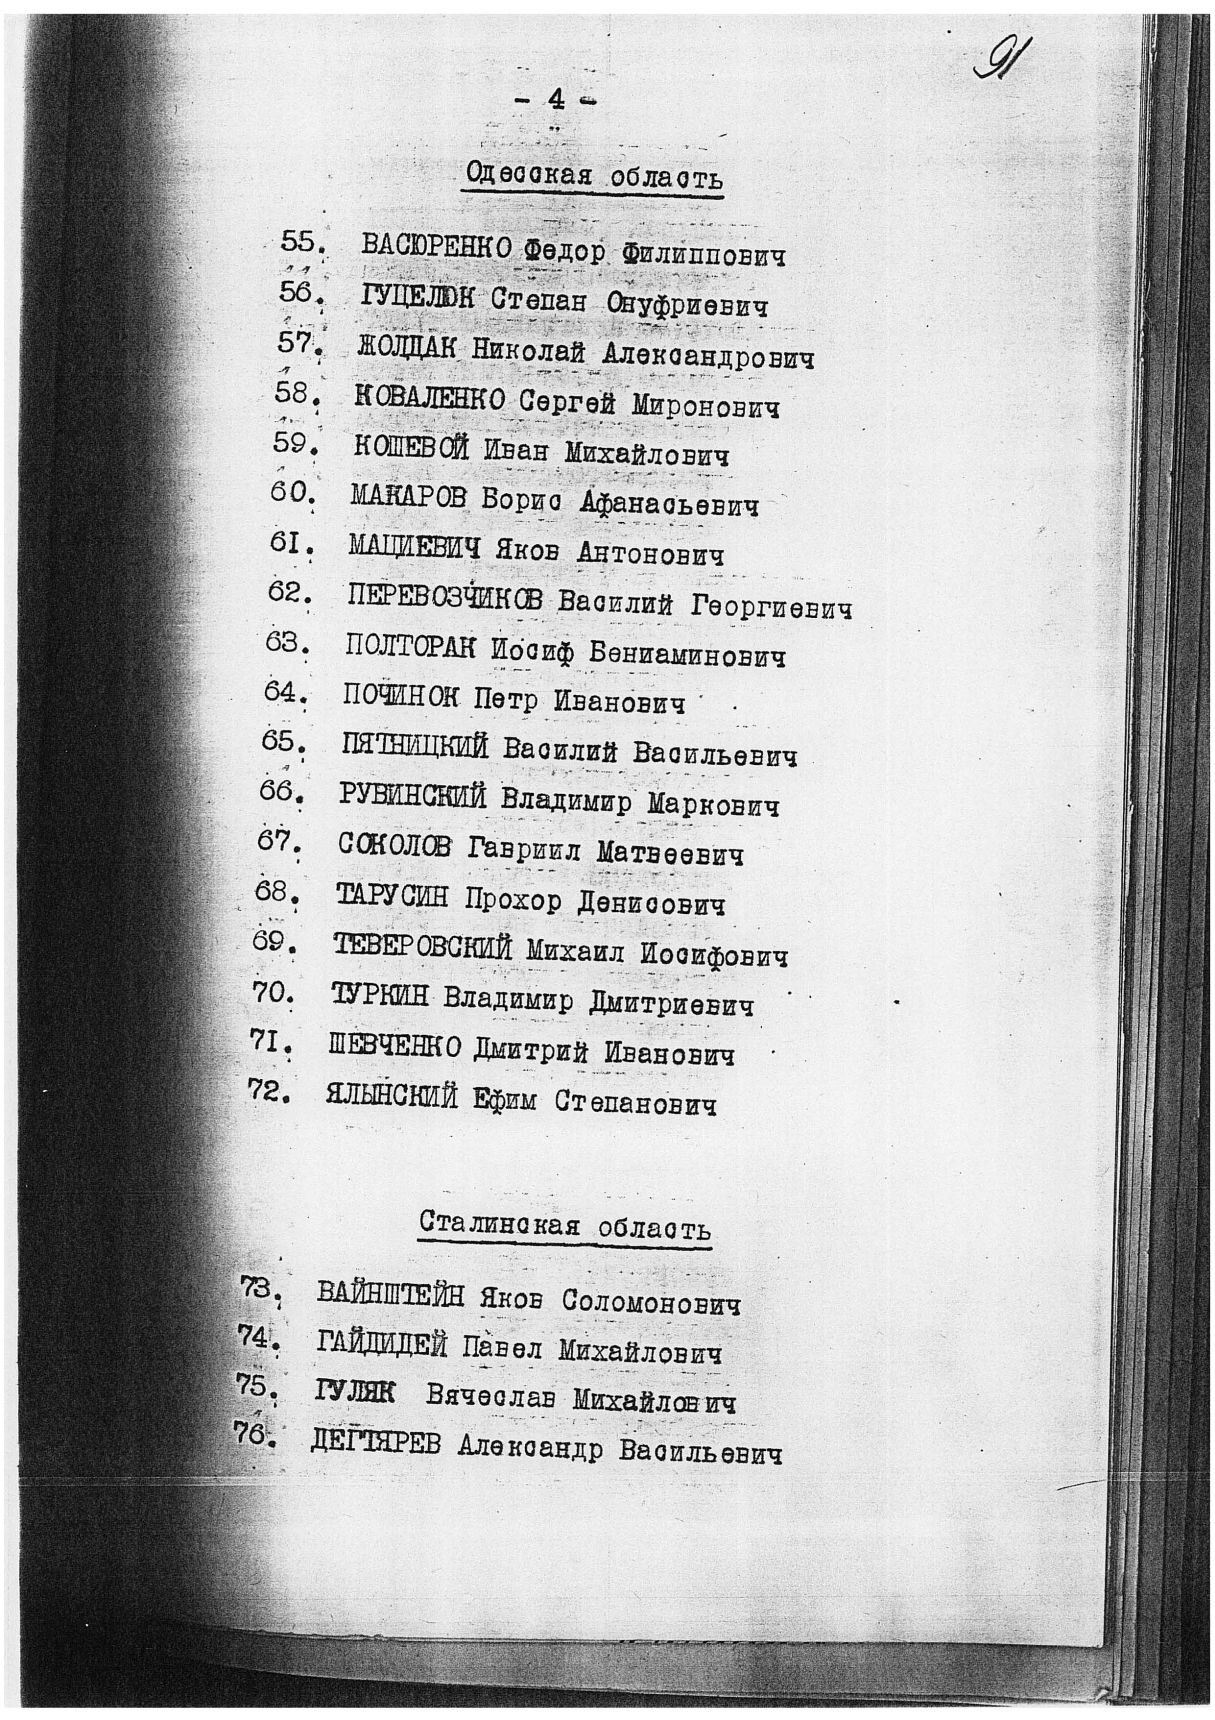 91
- 4 -
Одесская область
55. ВАСЮРЕНКО Федор Филиппович
56. ГУЦЕЛЮК Степан Онуфриевич
57. ЖОЛДАК Николай Александрович
58. КОВАЛЕНКО Сергей Миронович
59. КОШЕВОЙ Иван Михайлович
60. МАКАРОВ Борис Афанасьевич
61. МАЦИЕВИЧ Яков Антонович
62. ПЕРЕВОЗЧИКОВ Василий Георгиевич
63. ПОЛТОРАК Иосиф Бениаминович
64. ПОЧИНОК Петр Иванович
65. ПЯТНИЦКИЙ Василий Васильевич
66. РУВИНСКИЙ Владимир Маркович
67. СОКОЛОВ Гавриил Матвеевич
68. ТАРУСИН Прохор Денисович
69. ТЕВЕРОВСКИЙ Михаил Иосифович
70. ТУРКИН Владимир Дмитриевич
71. ШЕВЧЕНКО Дмитрий Иванович
72. ЯЛЫНСКИЙ Ефим Степанович
Сталинская область
73. ВАЙНШТЕЙН Яков Соломонович
74. ГАЙДИДЕЙ Павел Михайлович
75. ГУЛЯК Вячеслав Михайлович
76. ДЕГТЯРЕВ Александр Васильевич